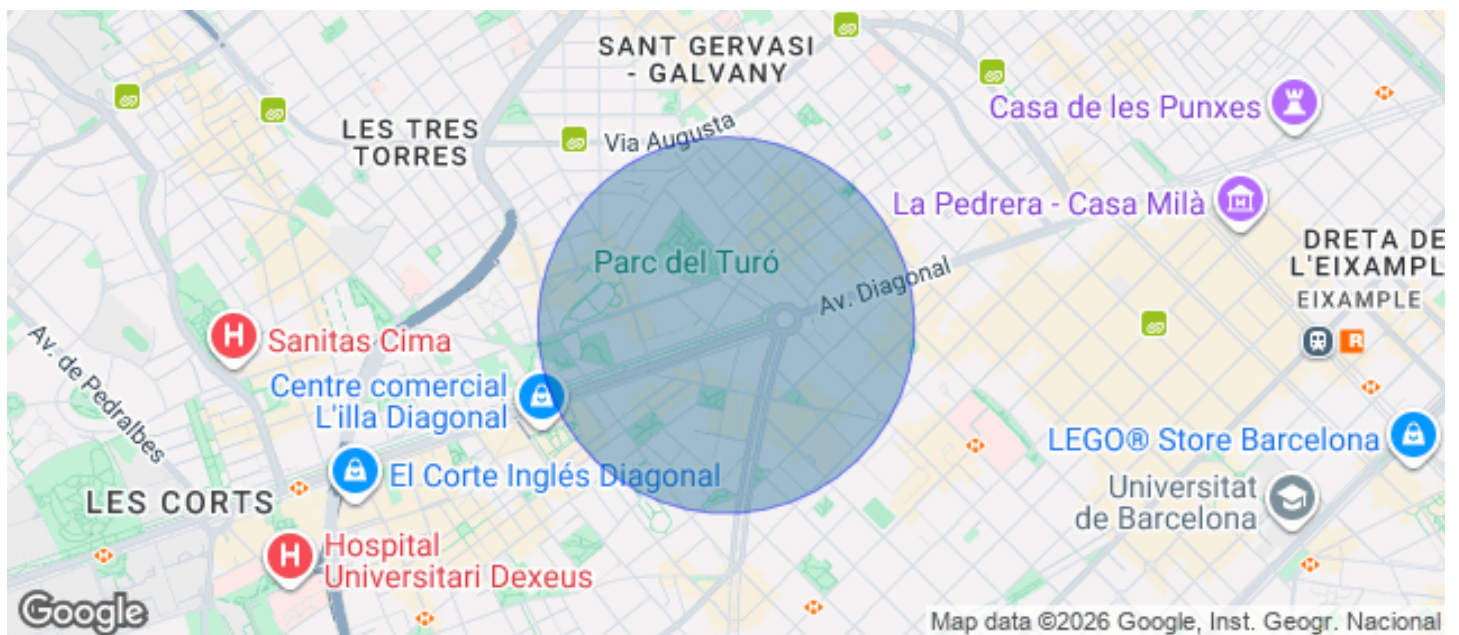 SANT GERVASI
- GALVANY
Casa de les Punxes
LES TRES
TORRES
Via Augusta
La Pedrera - Casa Milà
DRETA DE
L'EIXAMPL
EIXAMPLE
Parc del Turó
Av. Diagonal
Sanitas Cima
R
H
Av. de Pedralbes
Centre comercial
L'illa Diagonal
LEGO® Store Barcelona
El Corte Inglés Diagonal
Universitat
de Barcelona
LES CORTS
H
Hospital
Universitari Dexeus
Google
Map data ©2026 Google, Inst. Geogr. Nacional